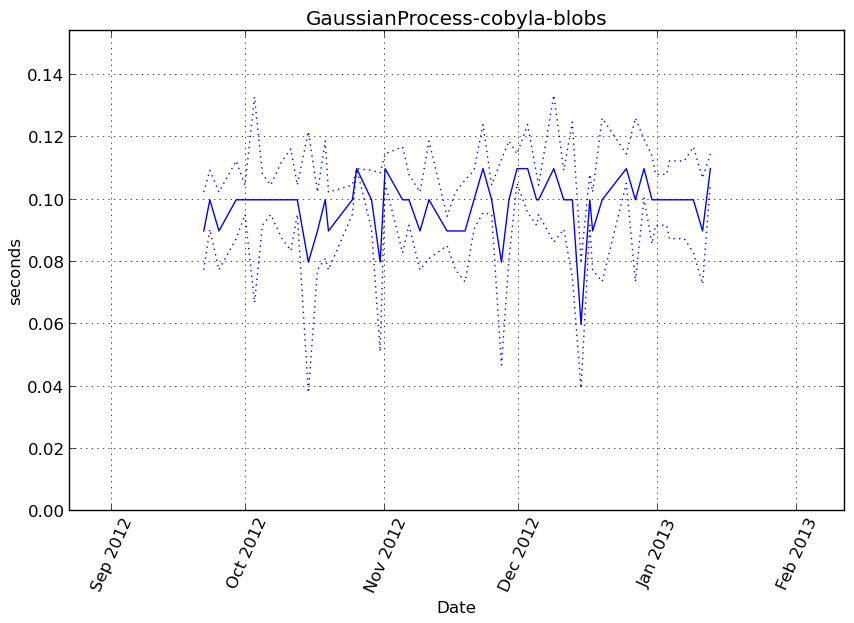 GaussianProcess-cobyla-blobs
0.14
0.12
0.10
0.08
0.06
0.04
0.02
0.00
seconds
Sep 2012
Oct 2012
Nov 2012
Dec 2012
Jan 2013
Feb 2013
Date